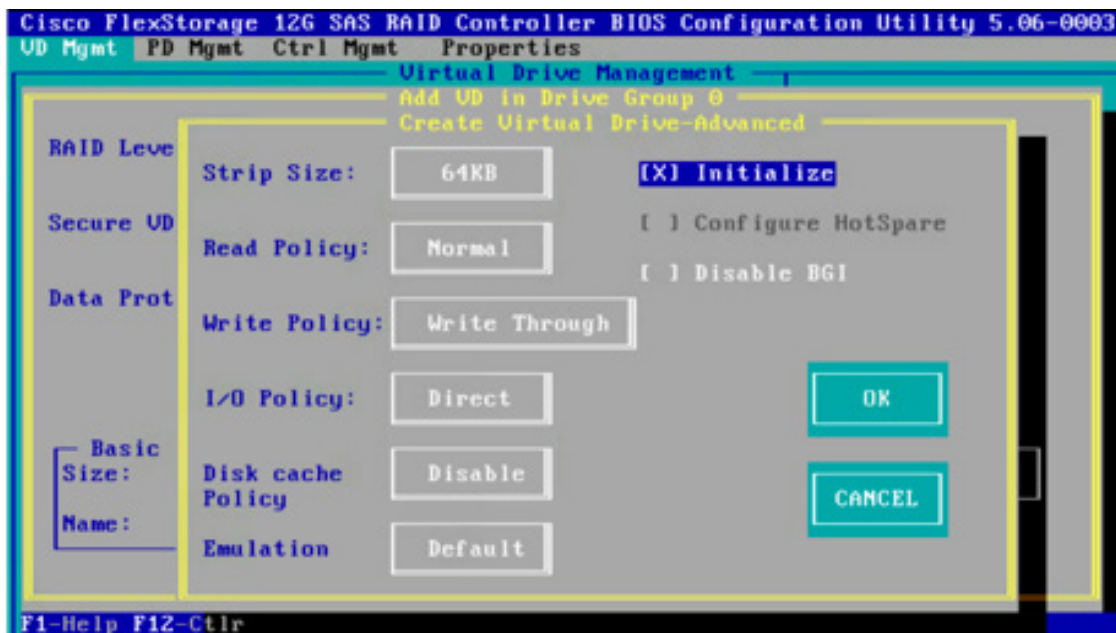 Cisco FlexStorage 12G SAS RAID Controller BIOS Configuration Utility 5.06-0003
VD Mgmt PD Mgmt Ctrl Mgmt Properties
Virtual Drive Management
Add VD in Drive Group 0
Create Virtual Drive-Advanced
RAID Leve
Strip Size: 64KB [X] Initialize
Secure VD
[ ] Configure HotSpare
Read Policy: Normal
[ ] Disable BGI
Data Prot
Write Policy: Write Through
I/O Policy: Direct OK
Basic
Size: Disk cache Policy Disable
CANCEL
Name:
Emulation Default
F1-Help F12-Ctlr